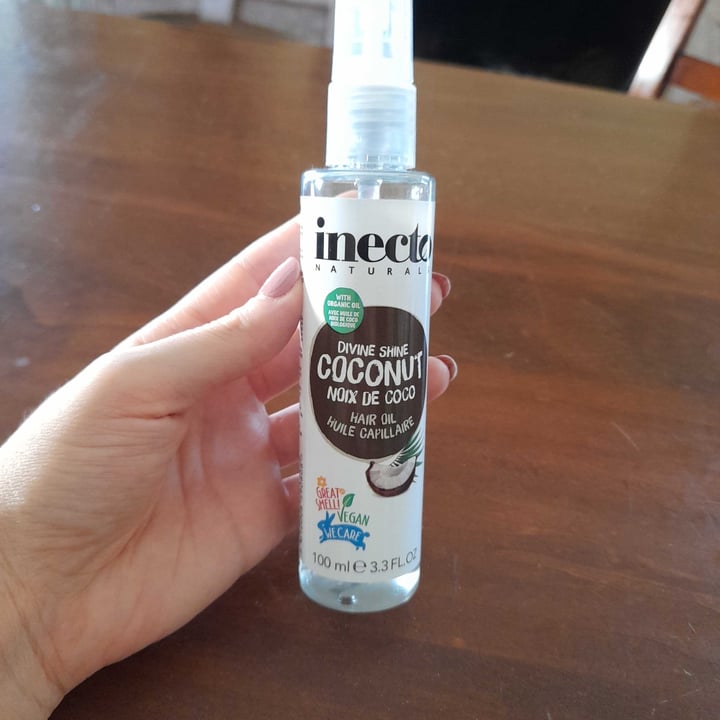 inecto
NATURALS
WITH
ORGANIC OIL
AVEC HUILE DE
NOIX DE COCO
BIOLOGIQUE
DIVINE SHINE
COCONUT
NOIX DE COCO
HAIR OIL
HUILE CAPILLAIRE
GREAT
SMELL!
VEGAN
WE CARE
100 ml ℮ 3.3 FL.OZ